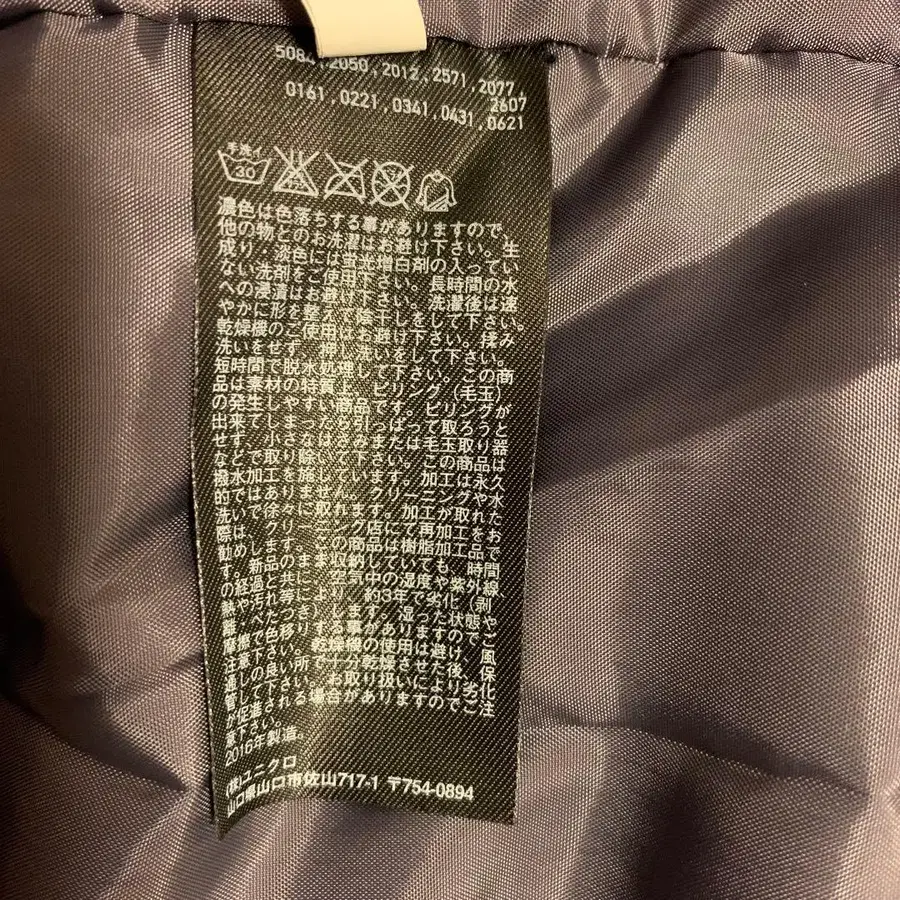 5084,2050,2012,2571,2077,
2607
0161,0221,0341,0431,0621
手洗イ
30
濃色は色落ちする事がありますので、
他の物とのお洗濯はお避け下さい。生
成り・淡色には蛍光増白剤の入ってい
ない洗剤をご使用下さい。長時間の水
への浸漬はお避け下さい。洗濯後は速
やかに形を整えて陰干しをして下さい。
乾燥機のご使用はお避け下さい。揉み
洗いをせず、押し洗いをして下さい。
短時間で脱水処理して下さい。この商
品は素材の特質上、ピリング（毛玉）
の発生しやすい商品です。ピリングが
出来てしまったら引っぱって取ろうと
せず、小さなはさみまたは毛玉取り器
などで取り除いて下さい。この商品は
撥水加工を施しています。加工は永久
的ではありません。クリーニングや水
洗いで徐々に取れます。加工が取れた
際は、クリーニング店にて再加工をお
勧めします。この商品は樹脂加工品で
す。新品のまま収納していても、時間
の経過と共に、空気中の湿度や紫外線
熱や汚れ等により、約3年で劣化（剥
離、べたつき）します。湿った状態や
摩擦で色移りする事がありますのでご
注意下さい。乾燥機の使用は避け、風
通しの良い所で十分乾燥させた後、保
管して下さい。お取り扱いにより劣化
が促進される場合がありますのでご注
意下さい。
2016年製造。
(株)ユニクロ
山口県山口市佐山717-1 〒754-0894